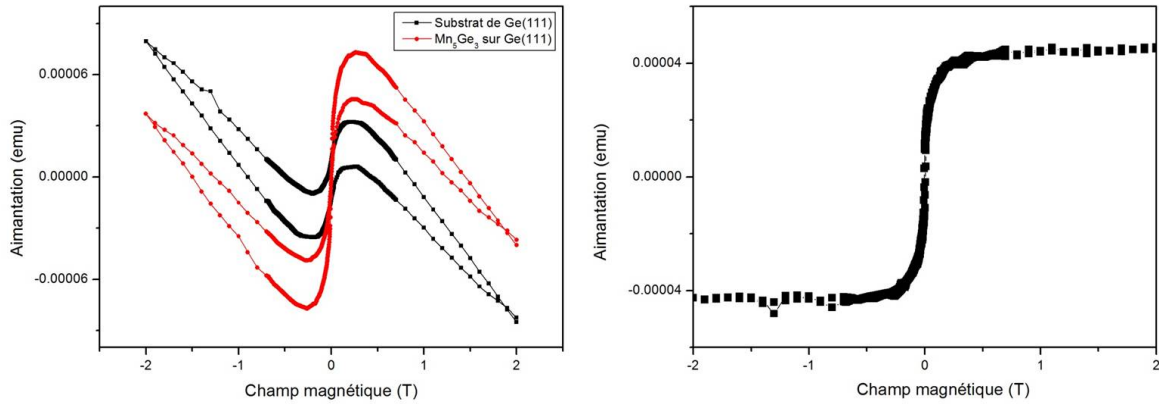 Substrat de Ge(111)
Mn5Ge3 sur Ge(111)
0.00006
0.00000
-0.00006
Aimantation (emu)
-2
-1
0
1
2
Champ magnétique (T)
0.00004
0.00000
-0.00004
Aimantation (emu)
-2
-1
0
1
2
Champ magnétique (T)